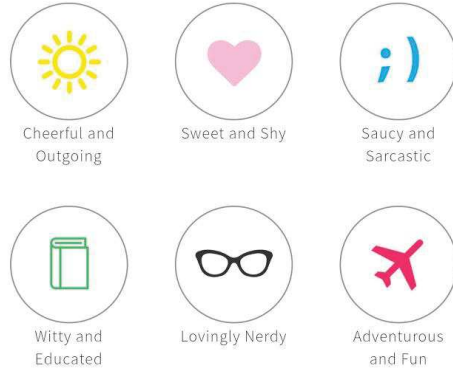 ;)
Cheerful and
Outgoing
Sweet and Shy
Saucy and
Sarcastic
Witty and
Educated
Lovingly Nerdy
Adventurous
and Fun